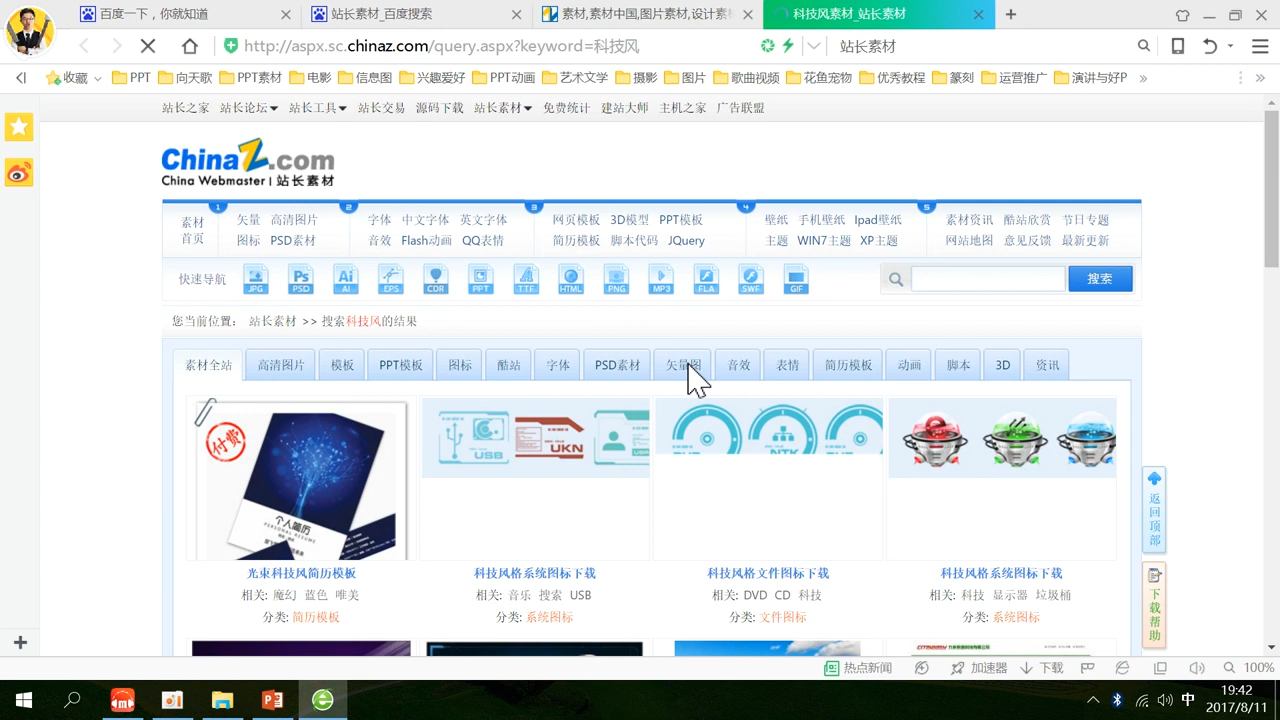 百度一下，你就知道
站长素材_百度搜索
素材,素材中国,图片素材,设计素
科技风素材_站长素材
http://aspx.sc.chinaz.com/query.aspx?keyword=科技风
站长素材
收藏 PPT 向天歌 PPT素材 电影 信息图 兴趣爱好 PPT动画 艺术文学 摄影 图片 歌曲视频 花鱼宠物 优秀教程 篆刻 运营推广 演讲与好P
站长之家 站长论坛 站长工具 站长交易 源码下载 站长素材 免费统计 建站大师 主机之家 广告联盟
ChinaZ.com
China Webmaster | 站长素材
1 2 3 4 5
素材 矢量 高清图片 字体 中文字体 英文字体 网页模板 3D模型 PPT模板 壁纸 手机壁纸 Ipad壁纸 素材资讯 酷站欣赏 节日专题
首页 图标 PSD素材 音效 Flash动画 QQ表情 简历模板 脚本代码 JQuery 主题 WIN7主题 XP主题 网站地图 意见反馈 最新更新
快速导航 JPG PSD AI EPS CDR PPT TTF HTML PNG MP3 FLA SWF GIF 搜索
您当前位置： 站长素材 >> 搜索科技风的结果
素材全站 高清图片 模板 PPT模板 图标 酷站 字体 PSD素材 矢量图 音效 表情 简历模板 动画 脚本 3D 资讯
付费
个人简历
USB UKN
NTK
光束科技风简历模板 科技风格系统图标下载 科技风格文件图标下载 科技风格系统图标下载
相关: 魔幻 蓝色 唯美 相关: 音乐 搜索 USB 相关: DVD CD 科技 相关: 科技 显示器 垃圾桶
分类: 简历模板 分类: 系统图标 分类: 文件图标 分类: 系统图标
返回顶部
下载帮助
热点新闻 加速器 下载 100%
中
19:42
2017/8/11